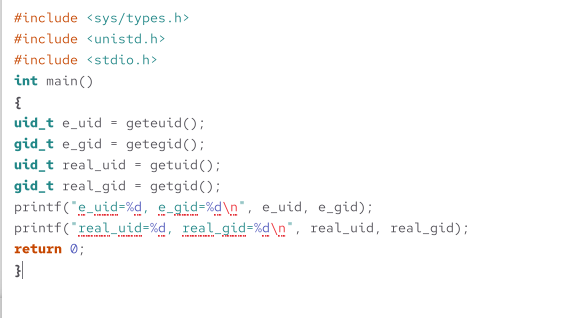 #include <sys/types.h>
#include <unistd.h>
#include <stdio.h>
int main()
{
uid_t e_uid = geteuid();
gid_t e_gid = getegid();
uid_t real_uid = getuid();
gid_t real_gid = getgid();
printf("e_uid=%d, e_gid=%d\n", e_uid, e_gid);
printf("real_uid=%d, real_gid=%d\n", real_uid, real_gid);
return 0;
}